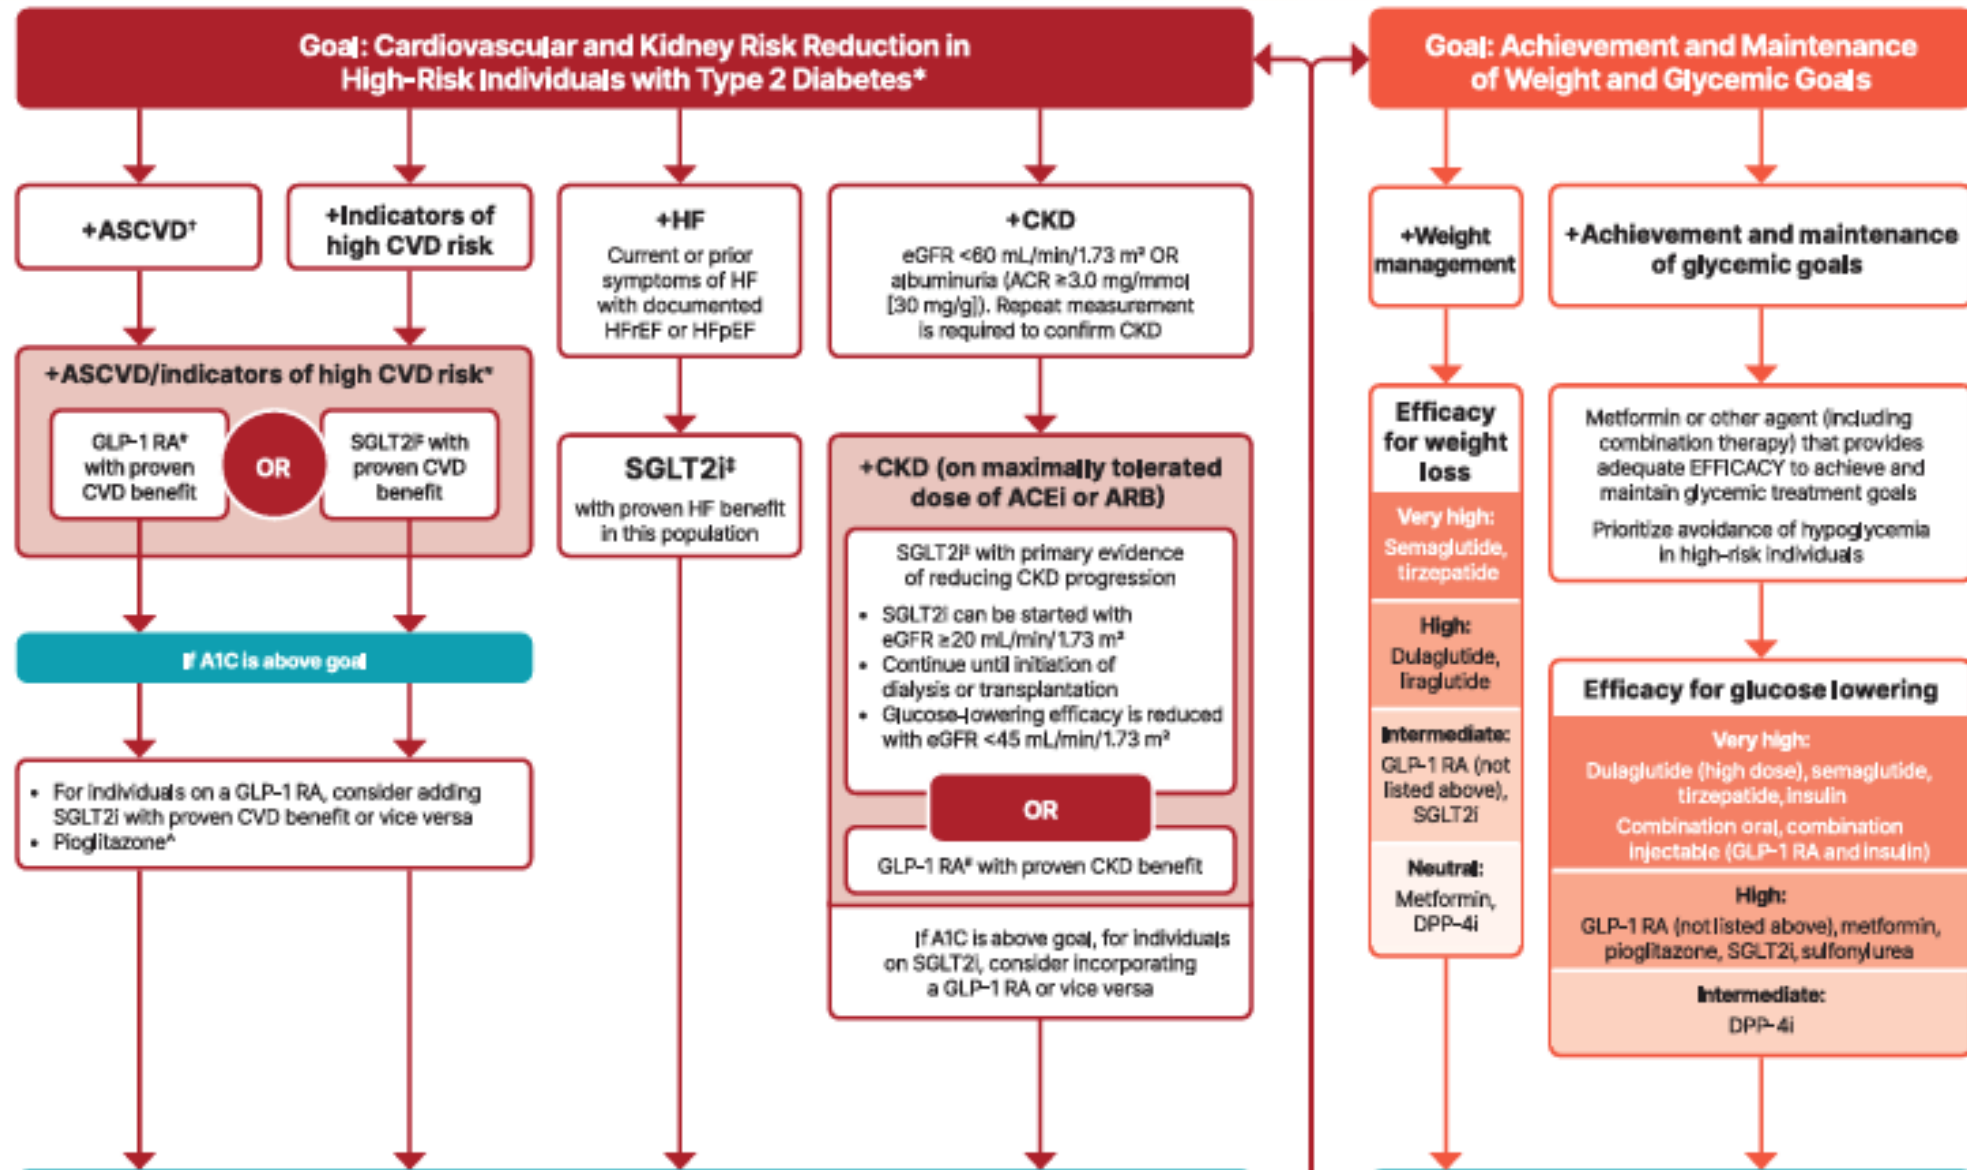 Goal: Cardiovascular and Kidney Risk Reduction in
High-Risk Individuals with Type 2 Diabetes*
Goal: Achievement and Maintenance
of Weight and Glycemic Goals
+ASCVD†
+Indicators of
high CVD risk
+HF
Current or prior
symptoms of HF
with documented
HFrEF or HFpEF
+CKD
eGFR <60 mL/min/1.73 m² OR
albuminuria (ACR ≥3.0 mg/mmol
[30 mg/g]). Repeat measurement
is required to confirm CKD
+Weight
management
+Achievement and maintenance
of glycemic goals
+ASCVD/indicators of high CVD risk*
GLP-1 RA#
with proven
CVD benefit
OR
SGLT2i‡ with
proven CVD
benefit
If A1C is above goal
• For individuals on a GLP-1 RA, consider adding
SGLT2i with proven CVD benefit or vice versa
• Pioglitazone^
SGLT2i‡
with proven HF benefit
in this population
+CKD (on maximally tolerated
dose of ACEi or ARB)
SGLT2i‡ with primary evidence
of reducing CKD progression
• SGLT2i can be started with
eGFR ≥20 mL/min/1.73 m²
• Continue until initiation of
dialysis or transplantation
• Glucose-lowering efficacy is reduced
with eGFR <45 mL/min/1.73 m²
OR
GLP-1 RA# with proven CKD benefit
If A1C is above goal, for individuals
on SGLT2i, consider incorporating
a GLP-1 RA or vice versa
Efficacy
for weight
loss
Very high:
Semaglutide,
tirzepatide
High:
Dulaglutide,
liraglutide
Intermediate:
GLP-1 RA (not
listed above),
SGLT2i
Neutral:
Metformin,
DPP-4i
Metformin or other agent (including
combination therapy) that provides
adequate EFFICACY to achieve and
maintain glycemic treatment goals
Prioritize avoidance of hypoglycemia
in high-risk individuals
Efficacy for glucose lowering
Very high:
Dulaglutide (high dose), semaglutide,
tirzepatide, insulin
Combination oral, combination
injectable (GLP-1 RA and insulin)
High:
GLP-1 RA (not listed above), metformin,
pioglitazone, SGLT2i, sulfonylurea
Intermediate:
DPP-4i